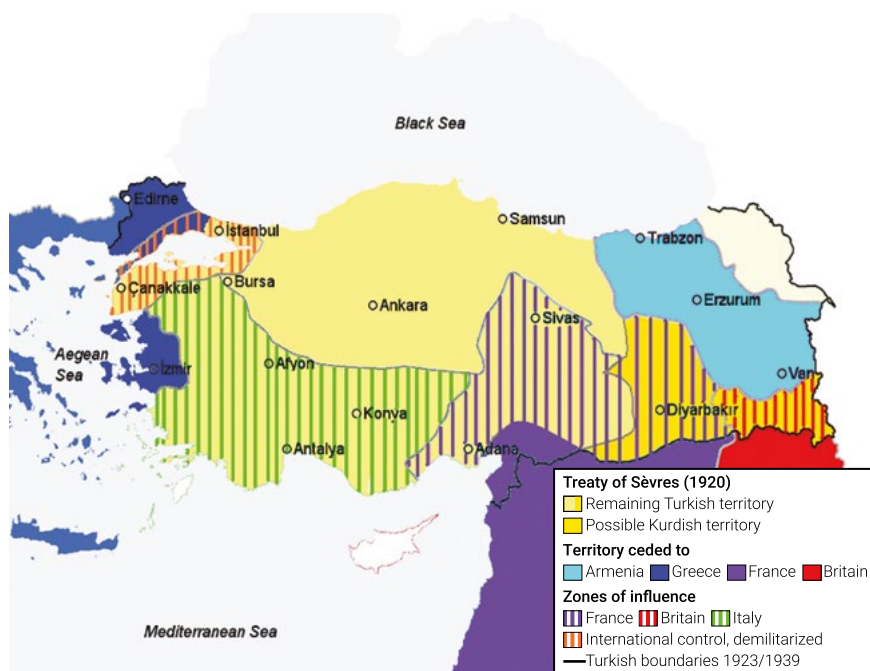 Black Sea
Edirne
Istanbul
Samsun
Trabzon
Bursa
Çanakkale
Ankara
Sivas
Erzurum
Aegean
Sea
Izmir
Afyon
Van
Konya
Diyarbakır
Antalya
Adana
Mediterranean Sea
Treaty of Sèvres (1920)
Remaining Turkish territory
Possible Kurdish territory
Territory ceded to
Armenia Greece France Britain
Zones of influence
France Britain Italy
International control, demilitarized
Turkish boundaries 1923/1939